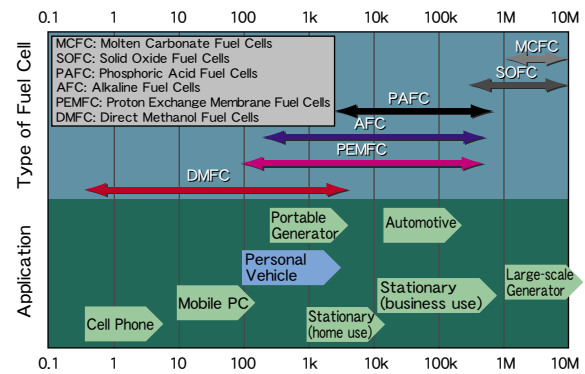 0.1 1 10 100 1k 10k 100k 1M 10M
Type of Fuel Cell
MCFC: Molten Carbonate Fuel Cells
SOFC: Solid Oxide Fuel Cells
PAFC: Phosphoric Acid Fuel Cells
AFC: Alkaline Fuel Cells
PEMFC: Proton Exchange Membrane Fuel Cells
DMFC: Direct Methanol Fuel Cells
MCFC
SOFC
PAFC
AFC
PEMFC
DMFC
Application
Portable
Generator
Automotive
Personal
Vehicle
Large-scale
Generator
Stationary
(business use)
Mobile PC
Cell Phone
Stationary
(home use)
0.1 1 10 100 1k 10k 100k 1M 10M